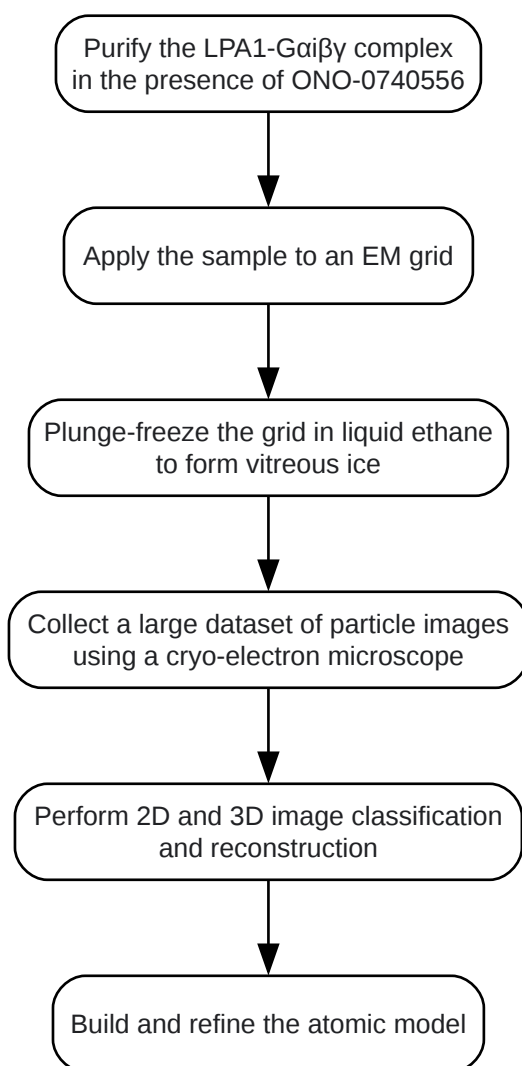 Purify the LPA1-Gαiβγ complex
in the presence of ONO-0740556
Apply the sample to an EM grid
Plunge-freeze the grid in liquid ethane
to form vitreous ice
Collect a large dataset of particle images
using a cryo-electron microscope
Perform 2D and 3D image classification
and reconstruction
Build and refine the atomic model